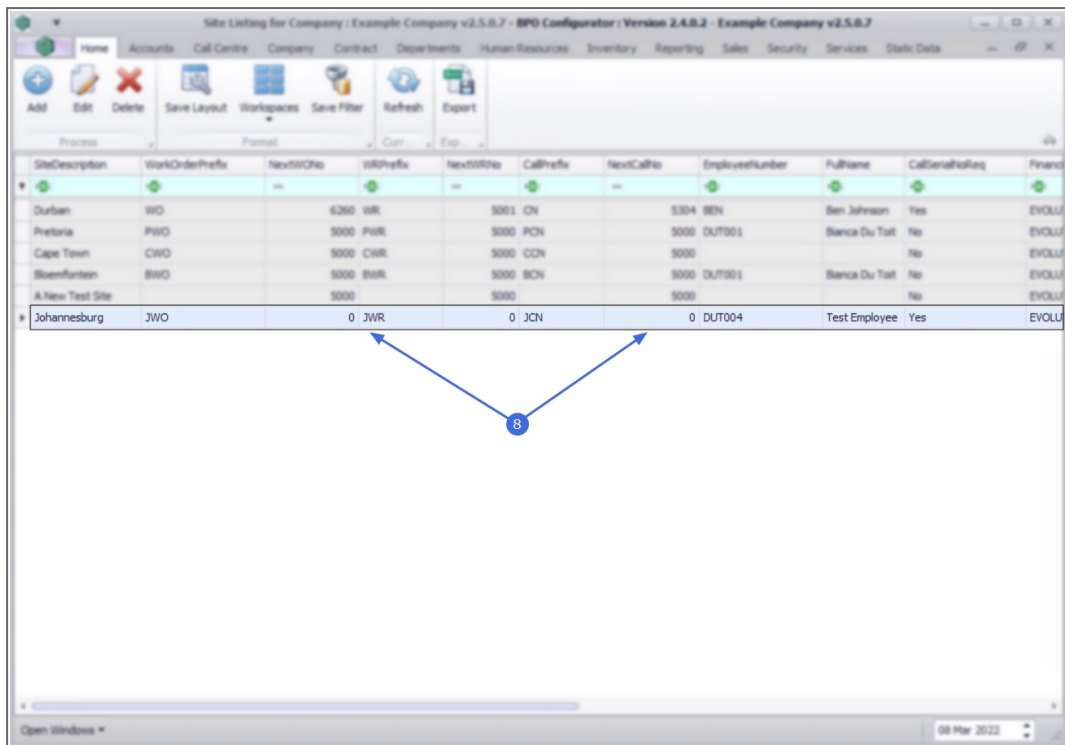 Site Listing for Company : Example Company v2.5.0.7 - BPO Configurator : Version 2.4.0.2 - Example Company v2.5.0.7
Home Accounts Call Centre Company Contract Departments Human Resources Inventory Reporting Sales Security Services Static Data
Add Edit Delete Save Layout Workspaces Save Filter Refresh Export
Process Format Curr... Exp...
SiteDescription WorkOrderPrefix NextWONo WRPrefix NextWRNo CallPrefix NextCallNo EmployeeNumber FullName CallSerialNoReq Financ
Durban WO 6260 WR 5001 CN 5304 BEN Ben Johnson Yes EVOLU
Pretoria PWO 5000 PWR 5000 PCN 5000 DUT001 Bianca Du Toit No EVOLU
Cape Town CWO 5000 CWR 5000 CCN 5000 No EVOLU
Bloemfontein BWO 5000 BWR 5000 BCN 5000 DUT001 Bianca Du Toit No EVOLU
A New Test Site 5000 5000 5000 No EVOLU
Johannesburg JWO 0 JWR 0 JCN 0 DUT004 Test Employee Yes EVOLU
8
Open Windows 08 Mar 2022